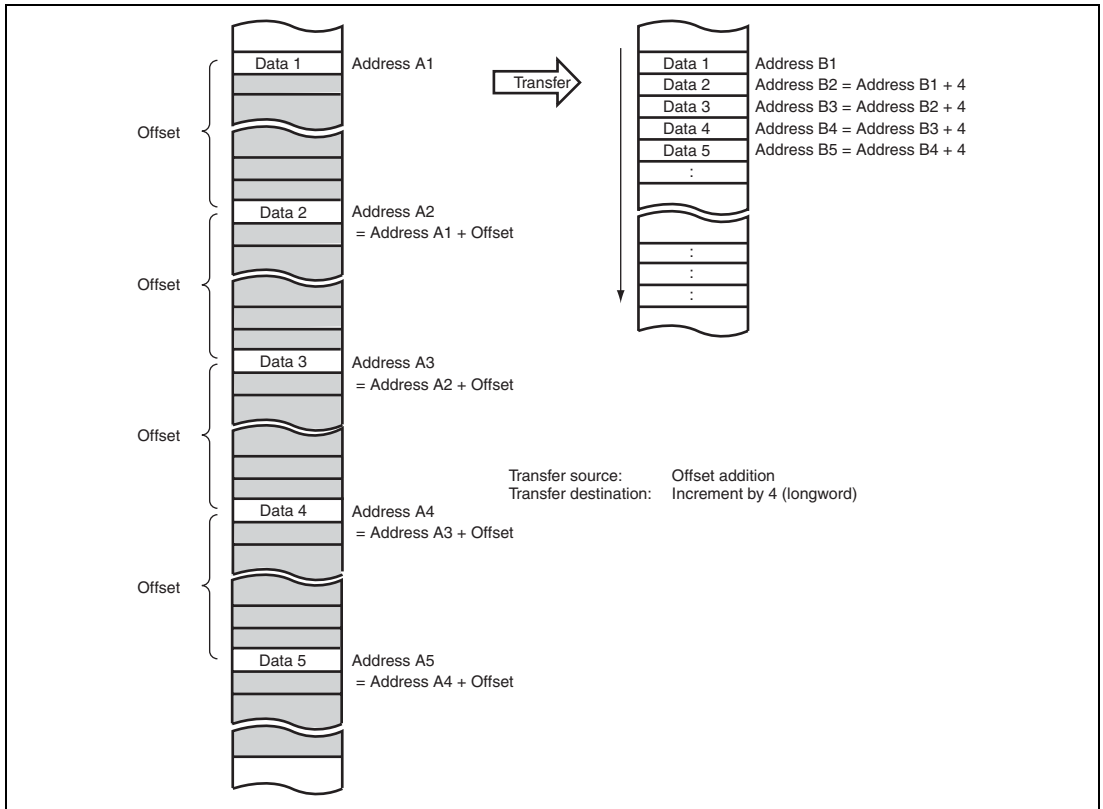 Data 1
Address A1
Offset
Data 2
Address A2
= Address A1 + Offset
Offset
Data 3
Address A3
= Address A2 + Offset
Offset
Data 4
Address A4
= Address A3 + Offset
Offset
Data 5
Address A5
= Address A4 + Offset
Transfer
Data 1 Address B1
Data 2 Address B2 = Address B1 + 4
Data 3 Address B3 = Address B2 + 4
Data 4 Address B4 = Address B3 + 4
Data 5 Address B5 = Address B4 + 4
:
:
:
:
Transfer source: Offset addition
Transfer destination: Increment by 4 (longword)